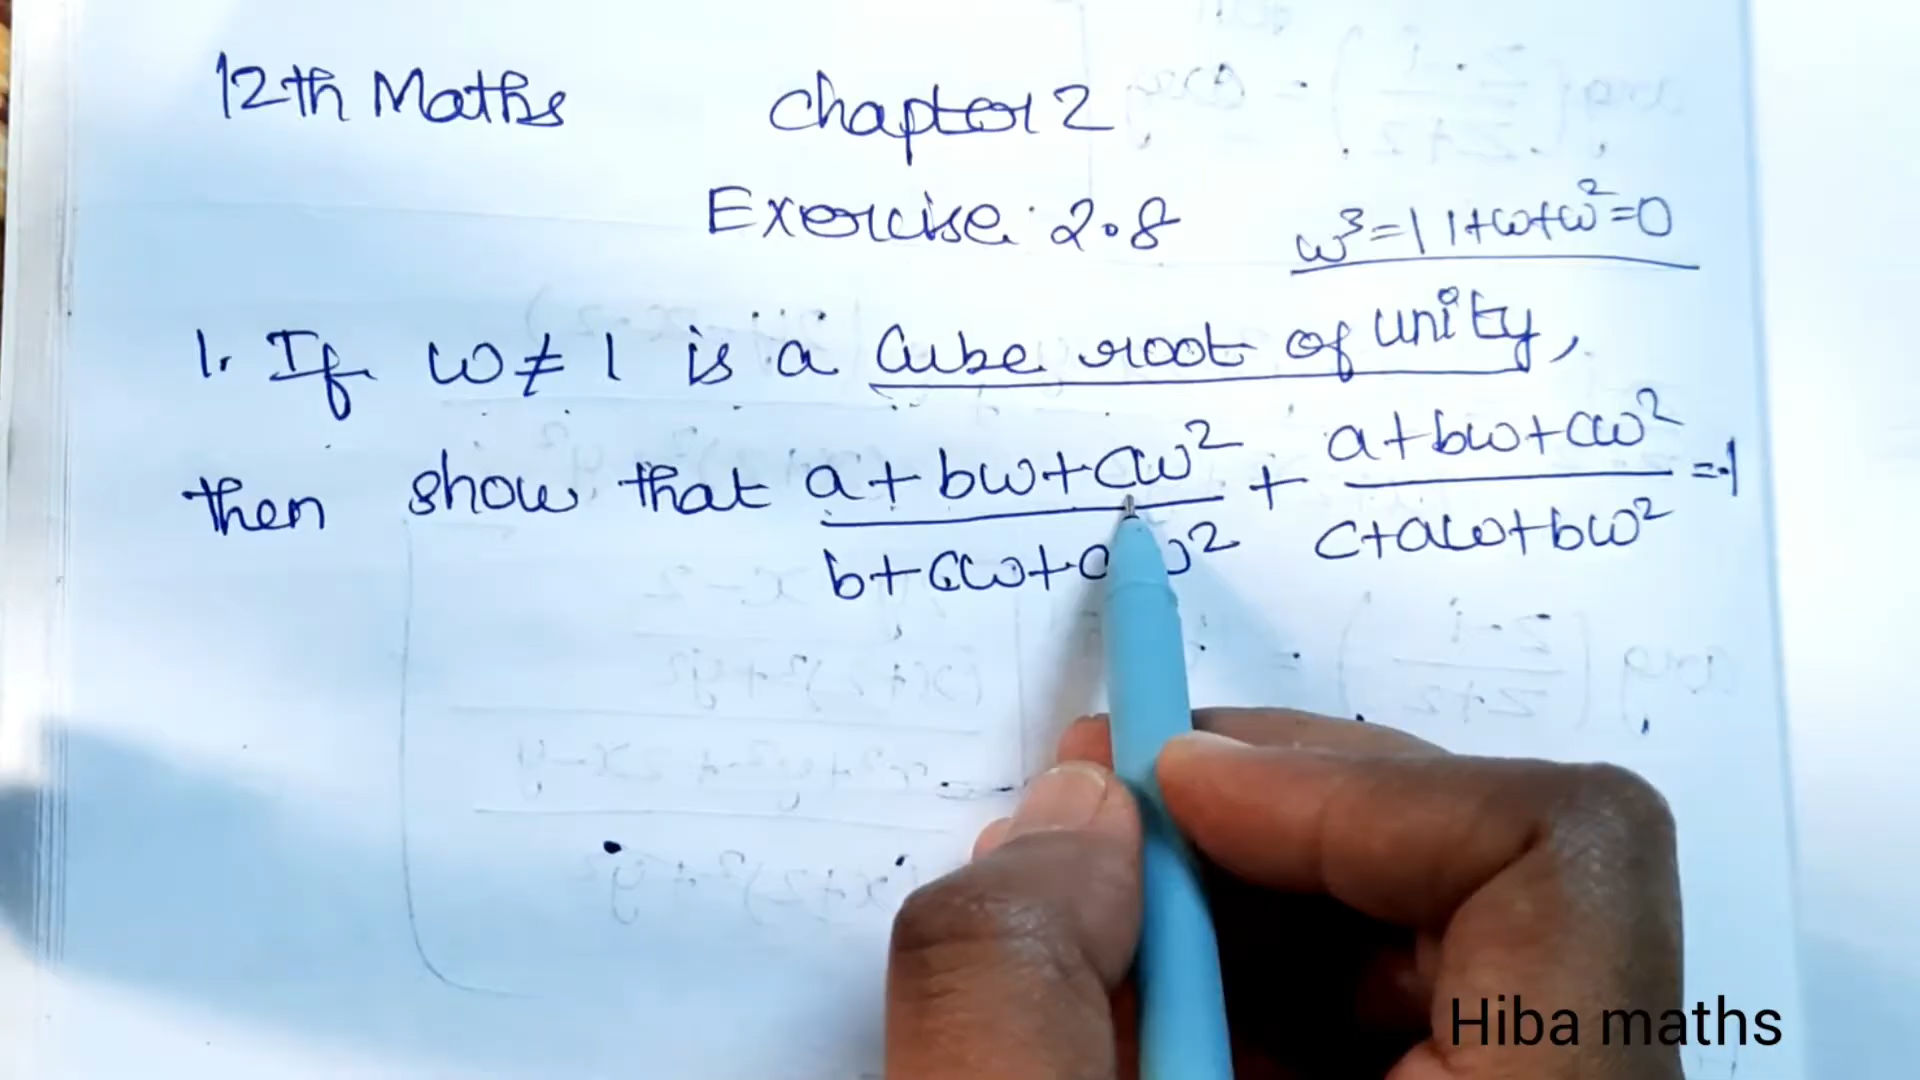 12th Maths chapter 2
Exercise: 2.8 ω³=1 1+ω+ω²=0
1. If ω ≠ 1 is a Cube root of unity,
then show that a+bω+cω² + a+bω+cω² = -1
b+cω+ ω² c+aω+bω²
Hiba maths